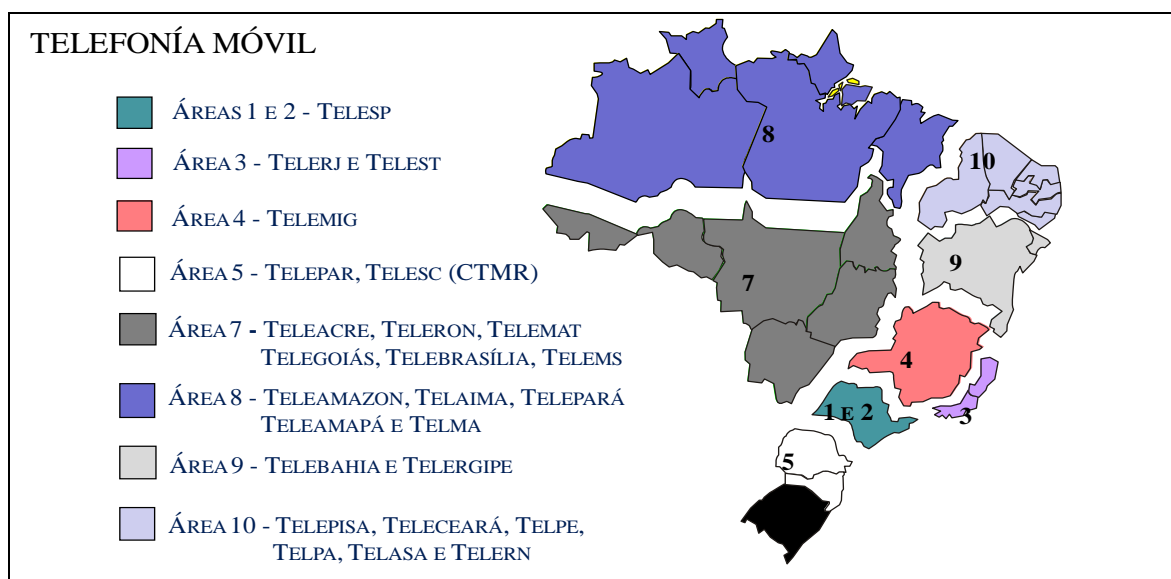 TELEFONÍA MÓVIL
ÁREAS 1 E 2 - TELESP
ÁREA 3 - TELERJ E TELEST
ÁREA 4 - TELEMIG
ÁREA 5 - TELEPAR, TELESC (CTMR)
ÁREA 7 - TELEACRE, TELERON, TELEMAT
TELEGOIÁS, TELEBRASÍLIA, TELEMS
ÁREA 8 - TELEAMAZON, TELAIMA, TELEPARÁ
TELEAMAPÁ E TELMA
ÁREA 9 - TELEBAHIA E TELERGIPE
ÁREA 10 - TELEPISA, TELECEARÁ, TELPE,
TELPA, TELASA E TELERN
8
10
9
7
4
1 E 2
3
5